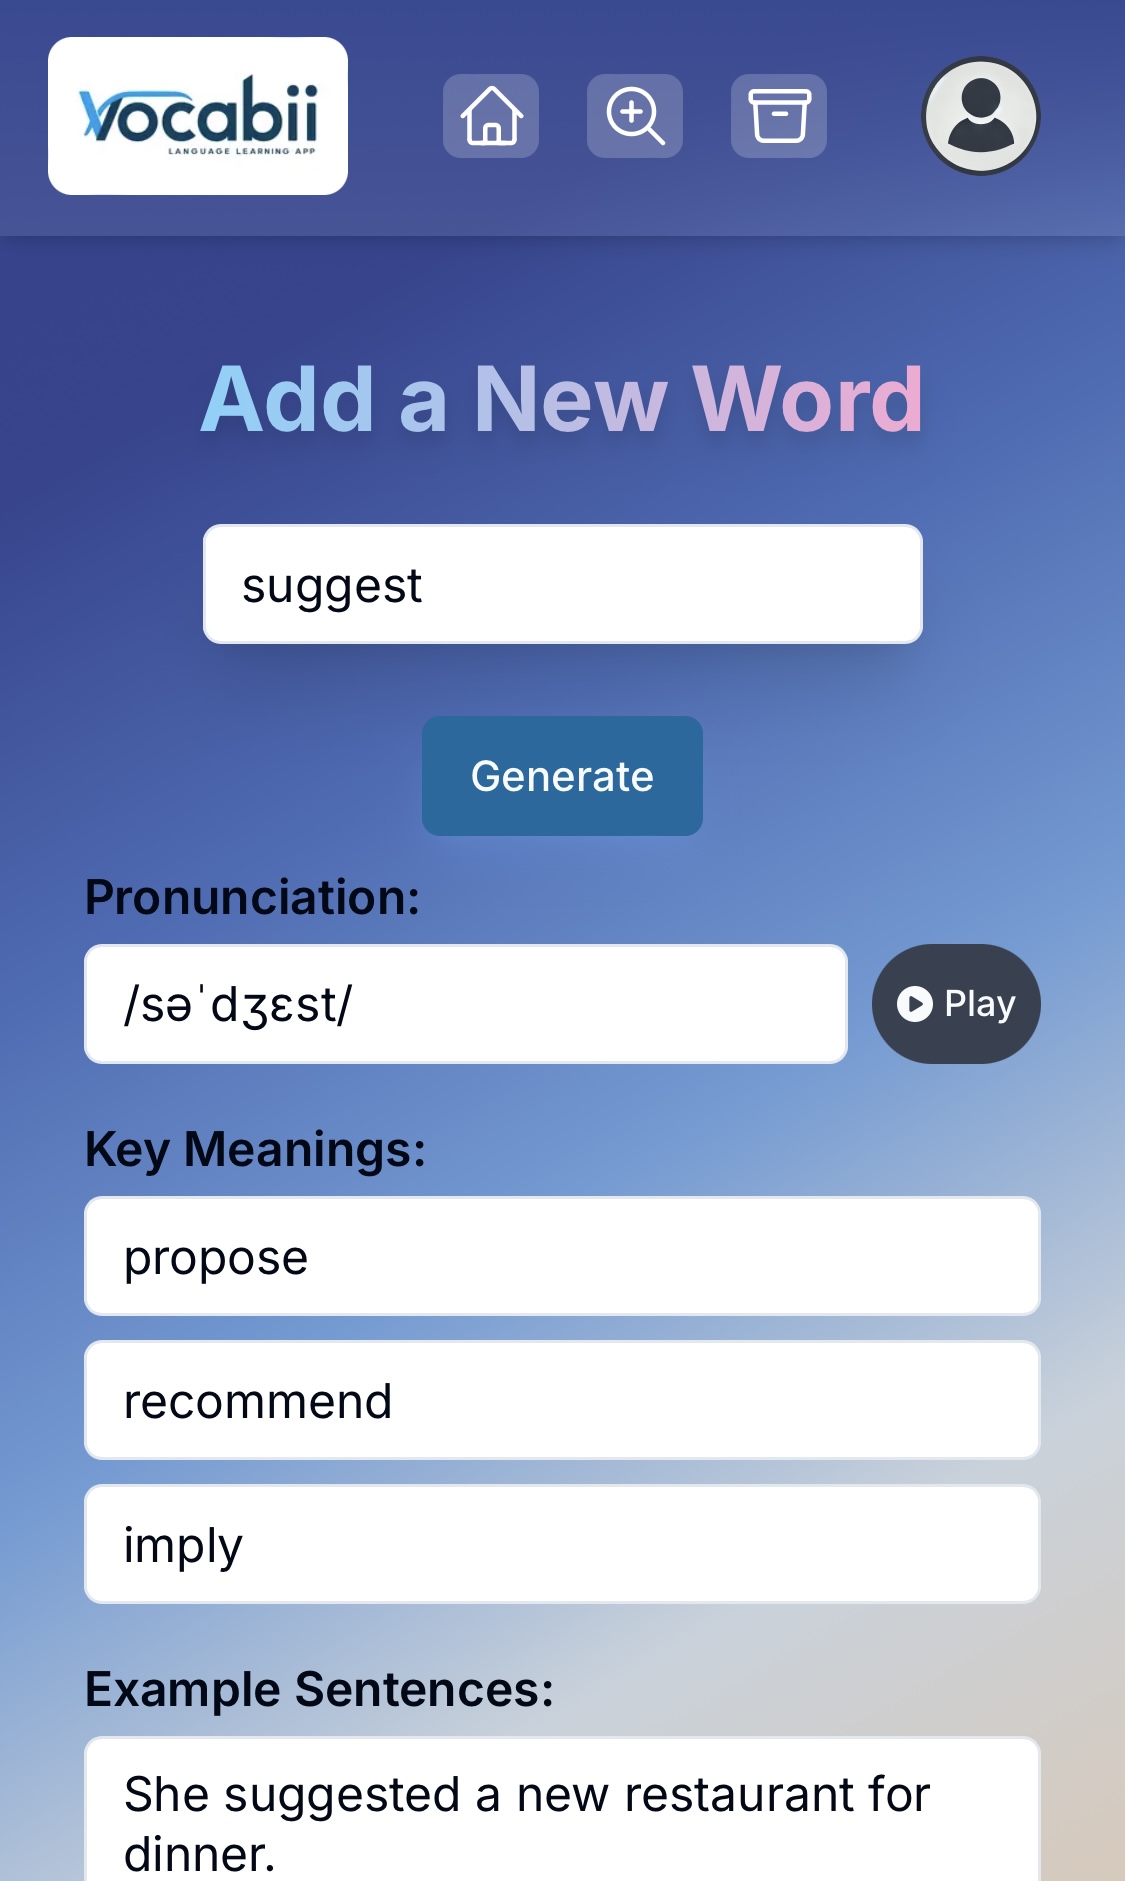 Vocabii
LANGUAGE LEARNING APP
Add a New Word
suggest
Generate
Pronunciation:
/səˈdʒɛst/
Play
Key Meanings:
propose
recommend
imply
Example Sentences:
She suggested a new restaurant for
dinner.